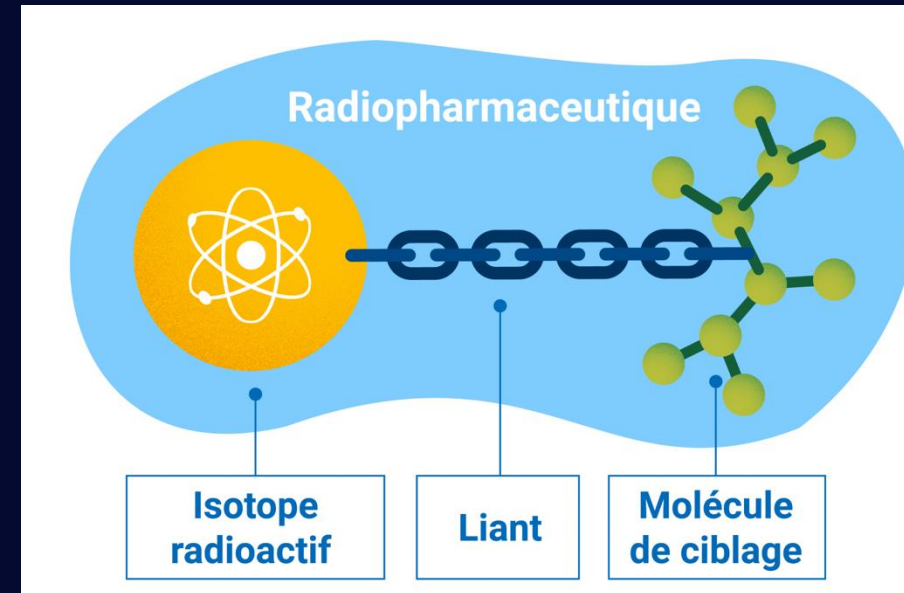 Radiopharmaceutique
Isotope
radioactif
Liant
Molécule
de ciblage